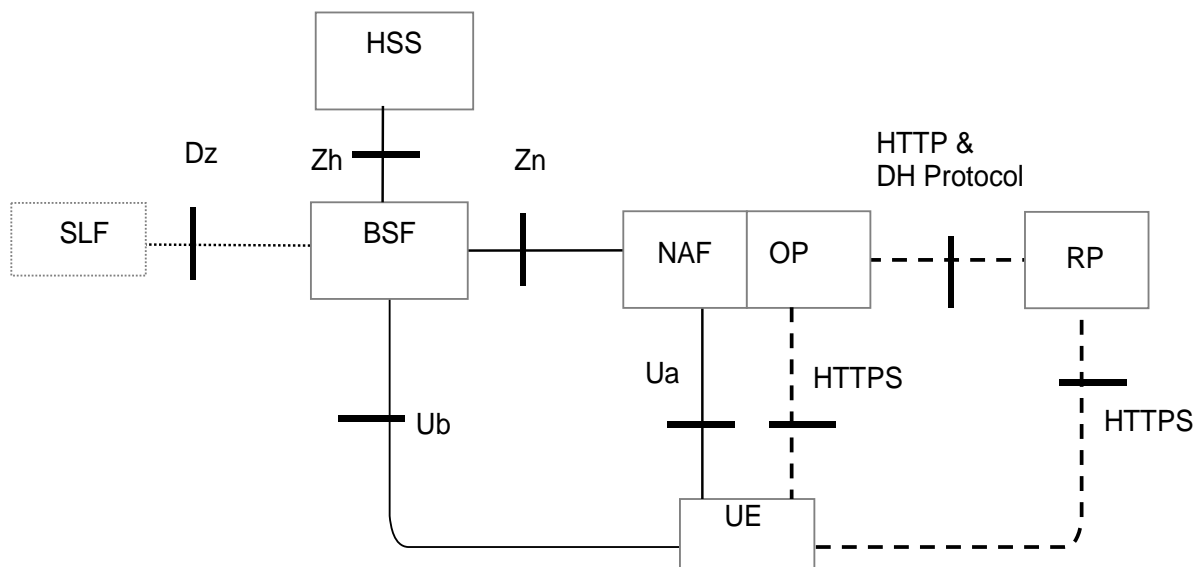 HSS
HTTP &
DH Protocol
Dz
Zh
Zn
SLF
BSF
NAF
OP
RP
Ua
HTTPS
Ub
HTTPS
UE